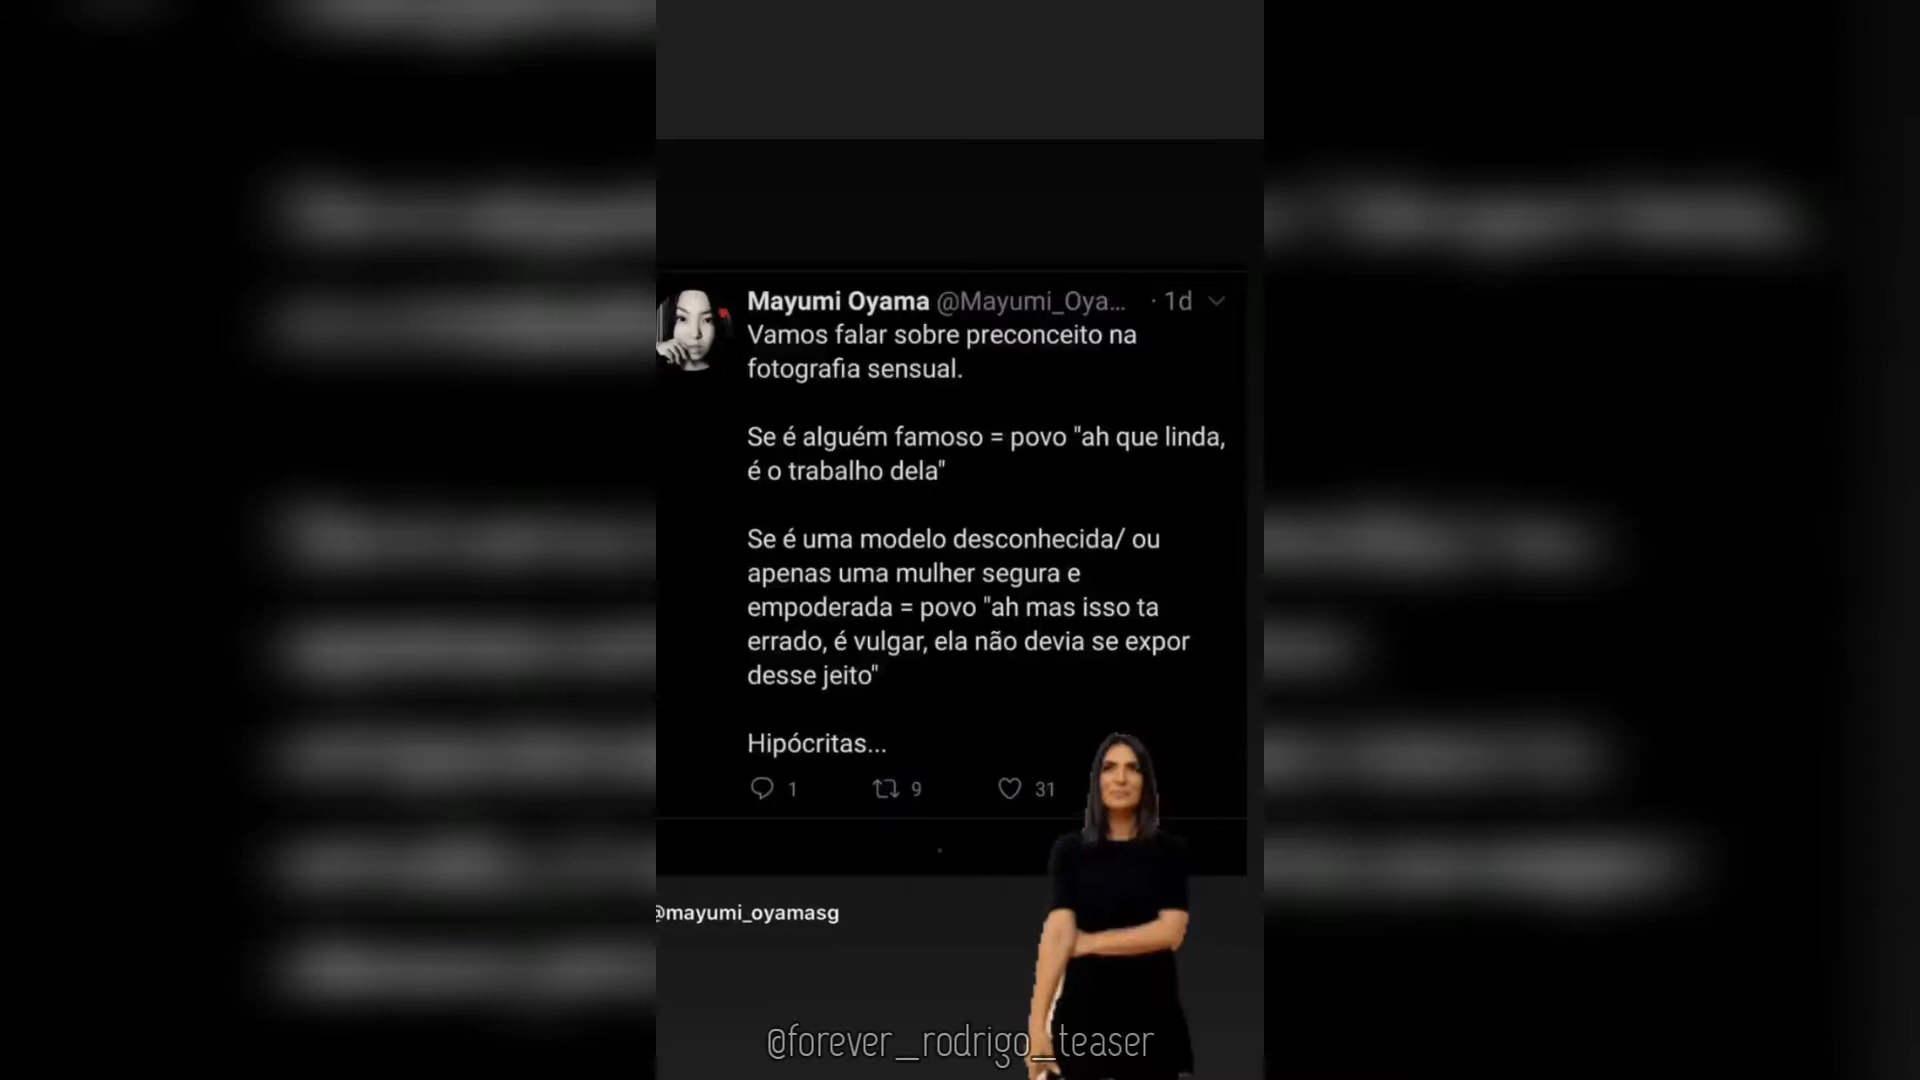 Mayumi Oyama @Mayumi_Oya... · 1d
Vamos falar sobre preconceito na
fotografia sensual.
Se é alguém famoso = povo "ah que linda,
é o trabalho dela"
Se é uma modelo desconhecida/ ou
apenas uma mulher segura e
empoderada = povo "ah mas isso ta
errado, é vulgar, ela não devia se expor
desse jeito"
Hipócritas...
1 9 31
@mayumi_oyamasg
@forever_rodrigo_teaser